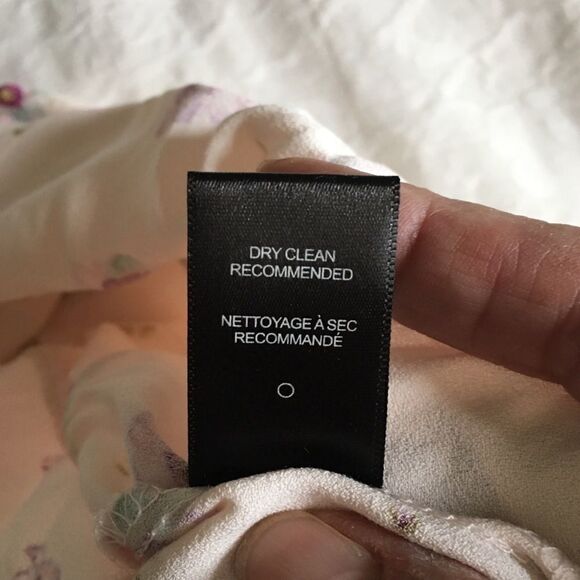 DRY CLEAN
RECOMMENDED
NETTOYAGE À SEC
RECOMMANDÉ